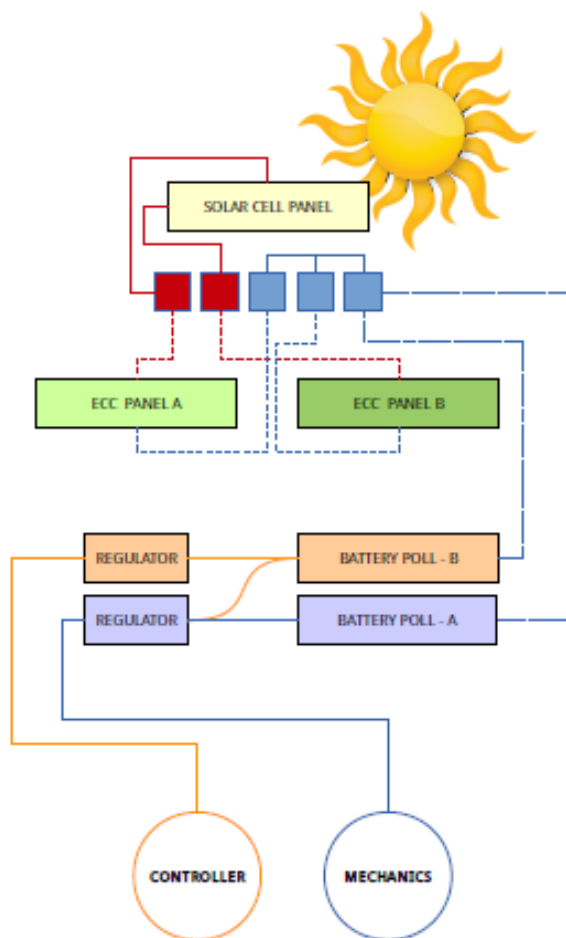 SOLAR CELL PANEL
ECC PANEL A
ECC PANEL B
REGULATOR
BATTERY POLL - B
REGULATOR
BATTERY POLL - A
CONTROLLER
MECHANICS